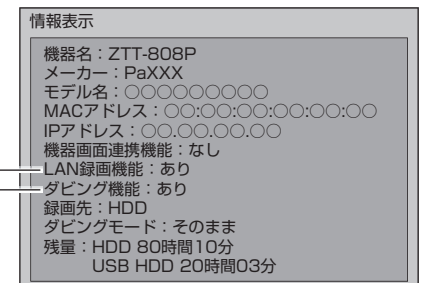 情報表示
機器名：ZTT-808P
メーカー：PaXXX
モデル名：○○○○○○○○○
MACアドレス：○○:○○:○○:○○:○○:○○
IPアドレス：○○.○○.○○.○○
機器画面連携機能：なし
LAN録画機能：あり
ダビング機能：あり
録画先：HDD
ダビングモード：そのまま
残量：HDD 80時間10分
USB HDD 20時間03分